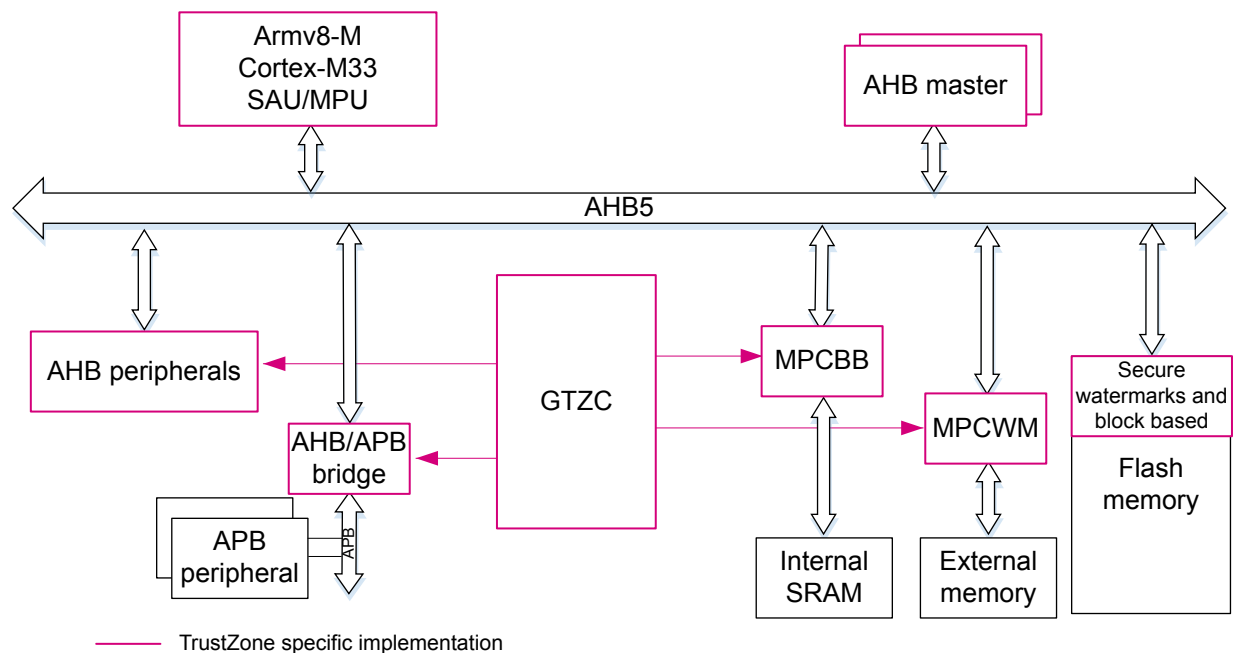 Armv8-M
Cortex-M33
SAU/MPU
AHB master
AHB5
AHB peripherals
GTZC
MPCBB
MPCWM
Secure
watermarks and
block based
Flash
memory
AHB/APB
bridge
APB
APB
peripheral
Internal
SRAM
External
memory
TrustZone specific implementation